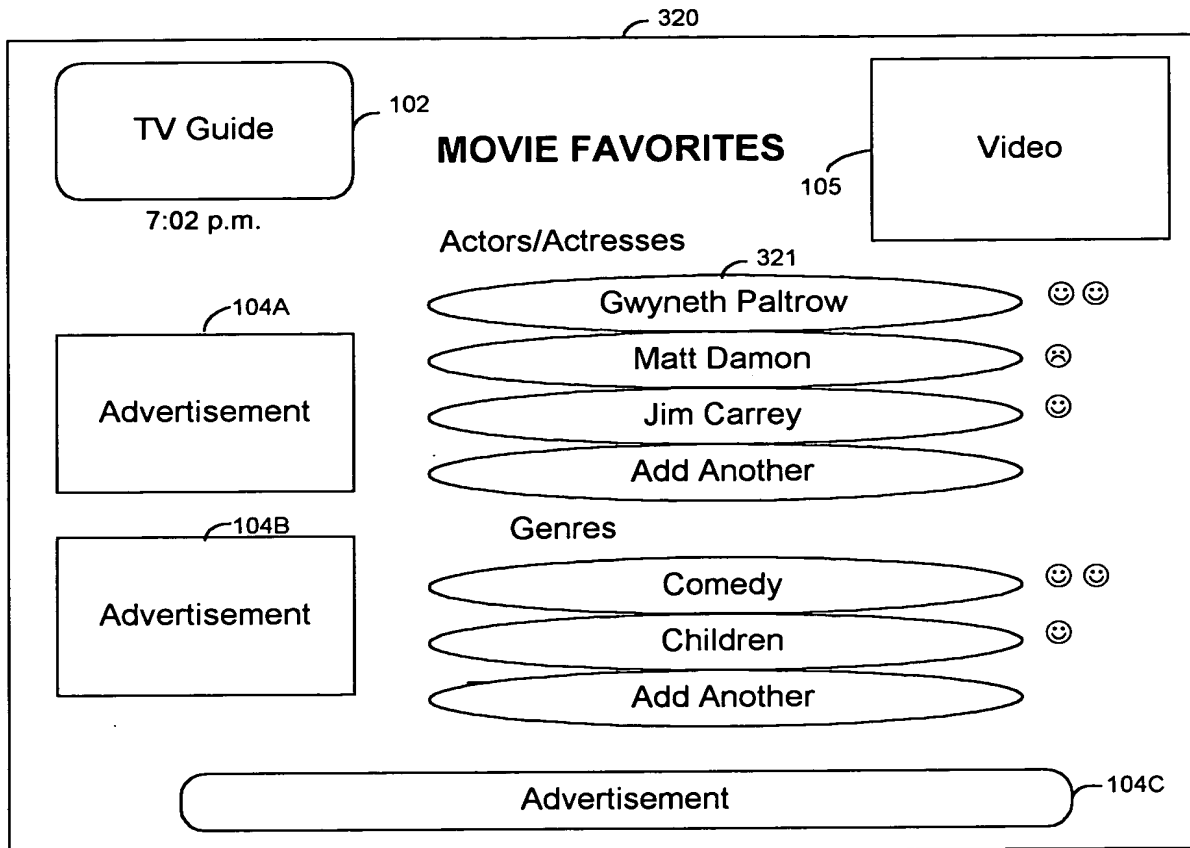 320
TV Guide
102
MOVIE FAVORITES
Video
105
7:02 p.m.
Actors/Actresses
321
Gwyneth Paltrow
Matt Damon
Jim Carrey
Add Another
104A
Advertisement
Genres
104B
Advertisement
Comedy
Children
Add Another
Advertisement
104C